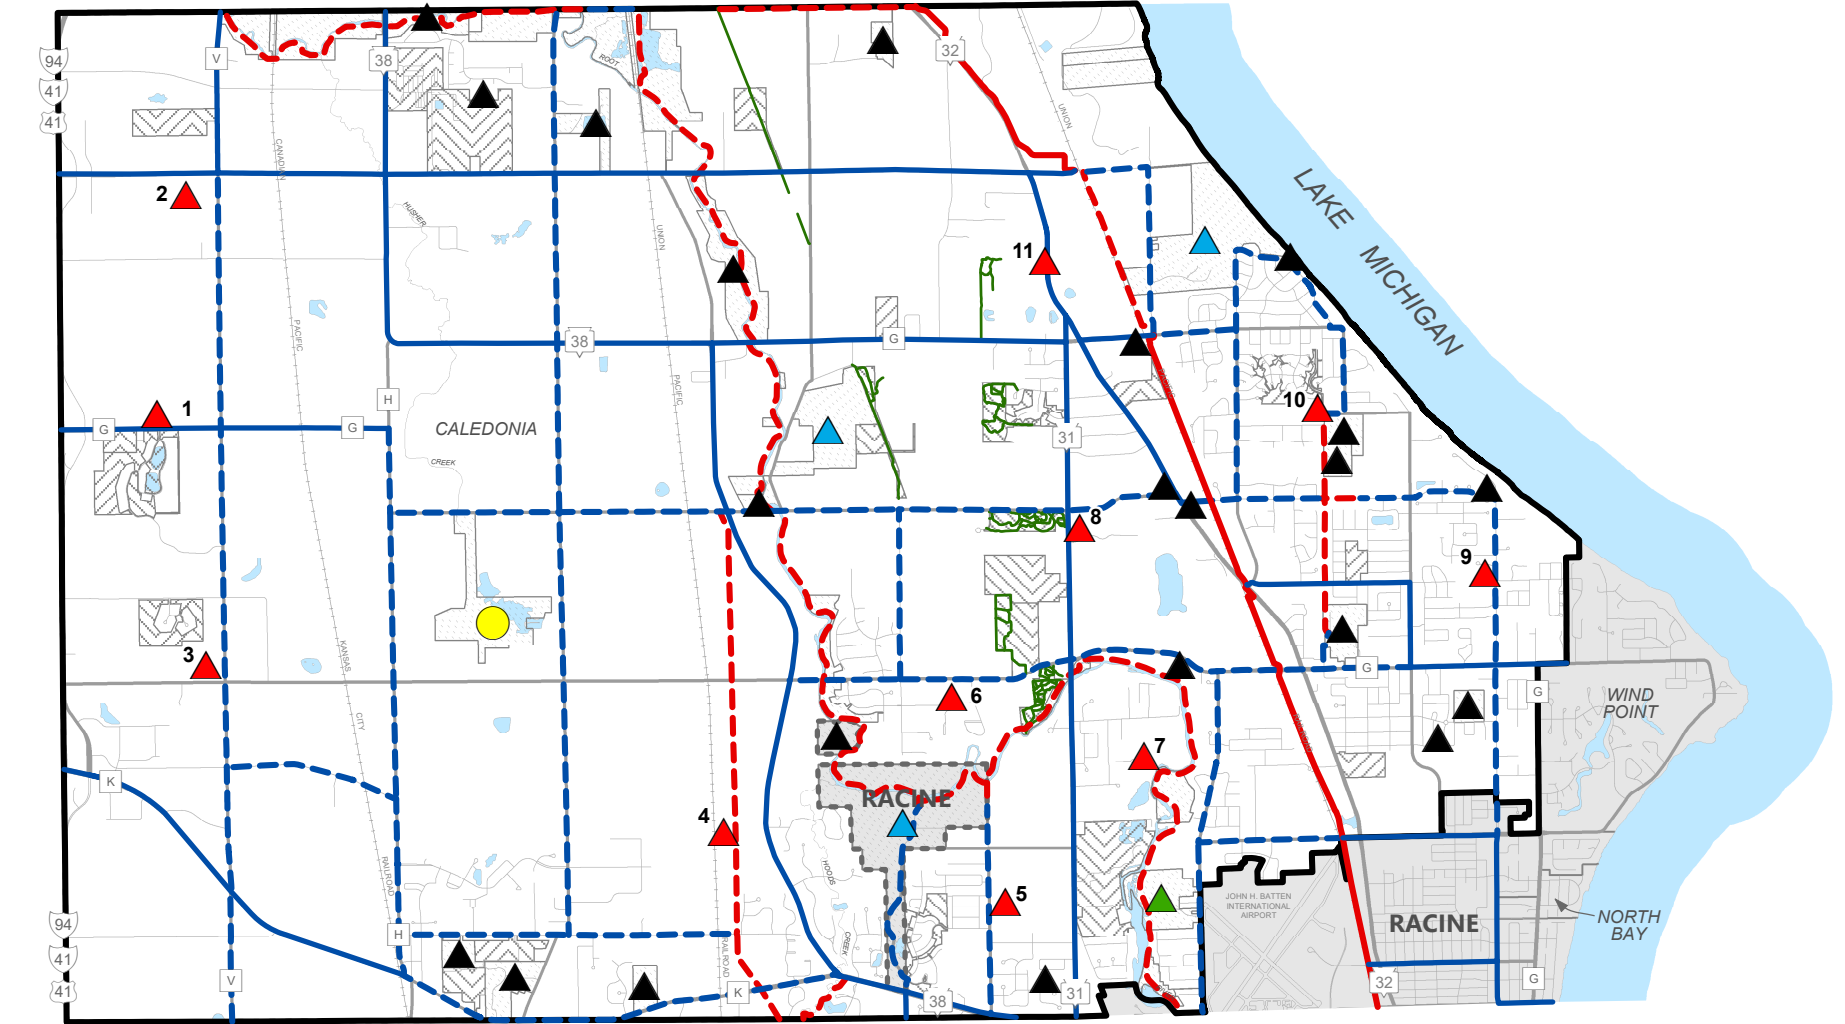 32
ROOT
94
V
38
41
UNION
41
CANADIAN
2
HUSHER
LAKE
UNION
11
MICHIGAN
PACIFIC
38
G
PACIFIC
H
10
1
G
G
CALEDONIA
31
CREEK
8
9
3
KANSAS
G
6
G
WIND
POINT
CITY
7
K
RACINE
4
HOODS
RAILROAD
5
JOHN H. BATTEN
INTERNATIONAL
AIRPORT
RACINE
NORTH
BAY
94
H
CREEK
41
RAILROAD
V
G
32
41
K
38
31